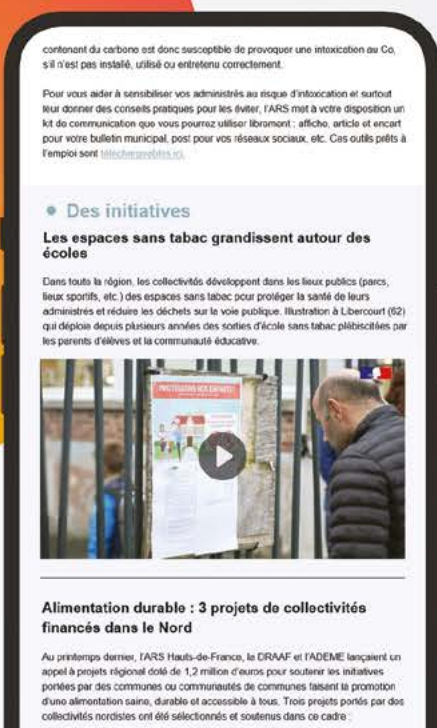 contenant du carbone est donc susceptible de provoquer une intoxication au Co,
s'il n'est pas installé, utilisé ou entretenu correctement.
Pour vous aider à sensibiliser vos administrés au risque d'intoxication et surtout
leur donner des conseils pratiques pour les éviter, l'ARS met à votre disposition un
kit de communication que vous pourrez utiliser librement : affiche, article et encart
pour votre bulletin municipal, post pour vos réseaux sociaux, etc. Ces outils prêts à
l'emploi sont téléchargeables ici.
• Des initiatives
Les espaces sans tabac grandissent autour des
écoles
Dans toute la région, les collectivités développent dans les lieux publics (parcs,
lieux sportifs, etc.) des espaces sans tabac pour protéger la santé de leurs
administrés et réduire les déchets sur la voie publique. Illustration à Libercourt (62)
qui déploie depuis plusieurs années des sorties d'école sans tabac plébiscitées par
les parents d'élèves et la communauté éducative.
PROTÉGEONS NOS ENFANTS !
Alimentation durable : 3 projets de collectivités
financés dans le Nord
Au printemps dernier, l'ARS Hauts-de-France, la DRAAF et l'ADEME lançaient un
appel à projets régional doté de 1,2 million d'euros pour soutenir les initiatives
portées par des communes ou communautés de communes faisant la promotion
d'une alimentation saine, durable et accessible à tous. Trois projets portés par des
collectivités nordistes ont été sélectionnés et soutenus dans ce cadre :